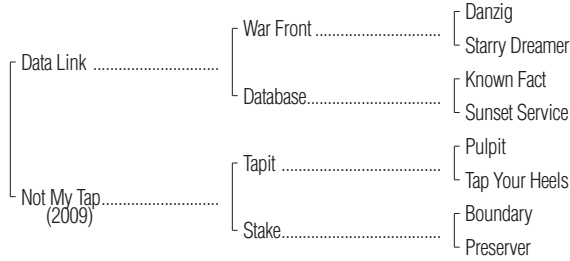 Danzig
War Front ...............................
Starry Dreamer
Data Link ...............................
Known Fact
Database.................................
Sunset Service
Pulpit
Tapit .......................................
Tap Your Heels
Not My Tap.............................
(2009)
Boundary
Stake.......................................
Preserver